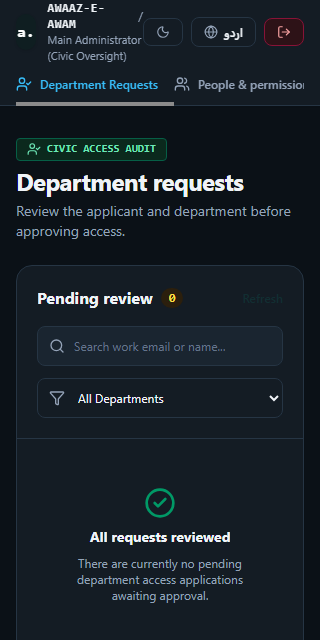 a.
AWAAZ-E-
AWAM
/
Main Administrator
(Civic Oversight)
اردو
Department Requests
People & permission
CIVIC ACCESS AUDIT
Department requests
Review the applicant and department before
approving access.
Pending review 0
Refresh
Search work email or name...
All Departments
All requests reviewed
There are currently no pending
department access applications
awaiting approval.